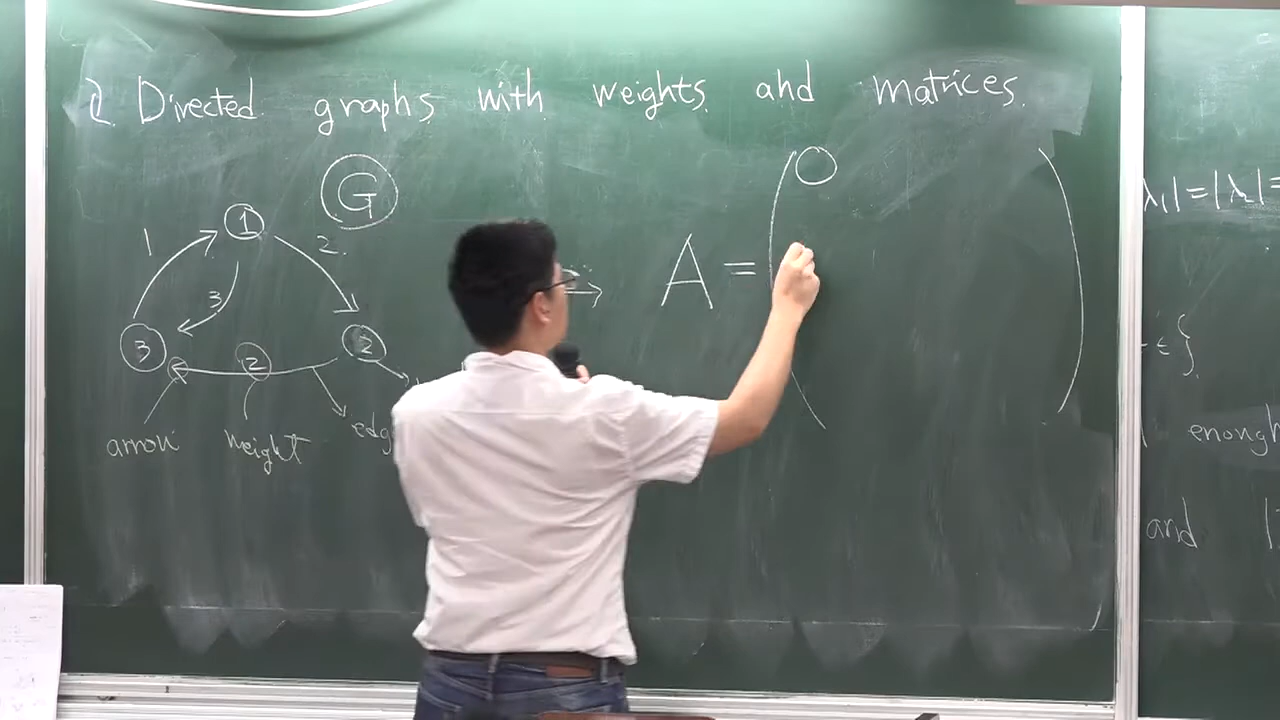 2. Directed graphs with weights and matrices.
G
1
1
2
3
3
2
2
arrow
weight
edg
A = ( 0 )
|λ1|=|λ2|=
enough
and